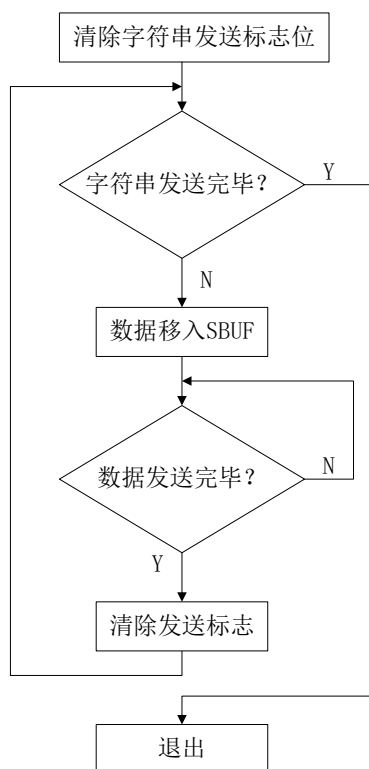 清除字符串发送标志位
字符串发送完毕？
Y
N
数据移入SBUF
数据发送完毕？
N
Y
清除发送标志
退出